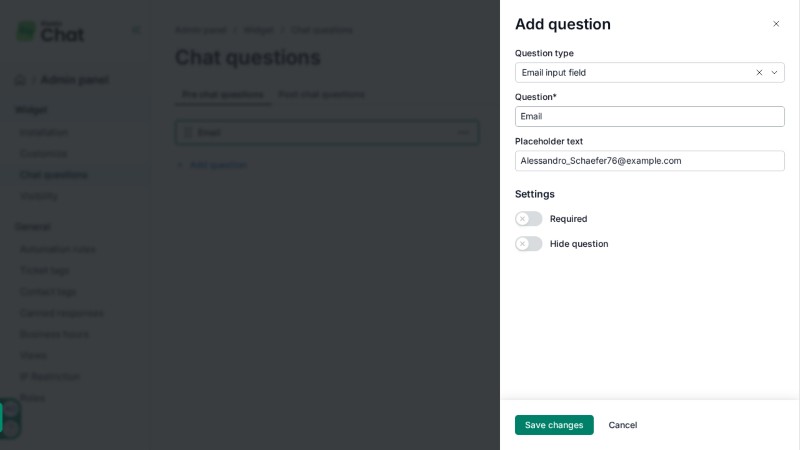 Chat
Admin panel / Widget / Chat questions
Chat questions
/ Admin panel
Pre chat questions
Post chat questions
Widget
Installation
Email
Customize
Add question
Chat questions
Visibility
General
Automation rules
Ticket tags
Contact tags
Canned responses
Business hours
Views
IP Restriction
Roles
Add question
Question type
Email input field
Question*
Email
Placeholder text
Alessandro_Schaefer76@example.com
Settings
Required
Hide question
Save changes
Cancel